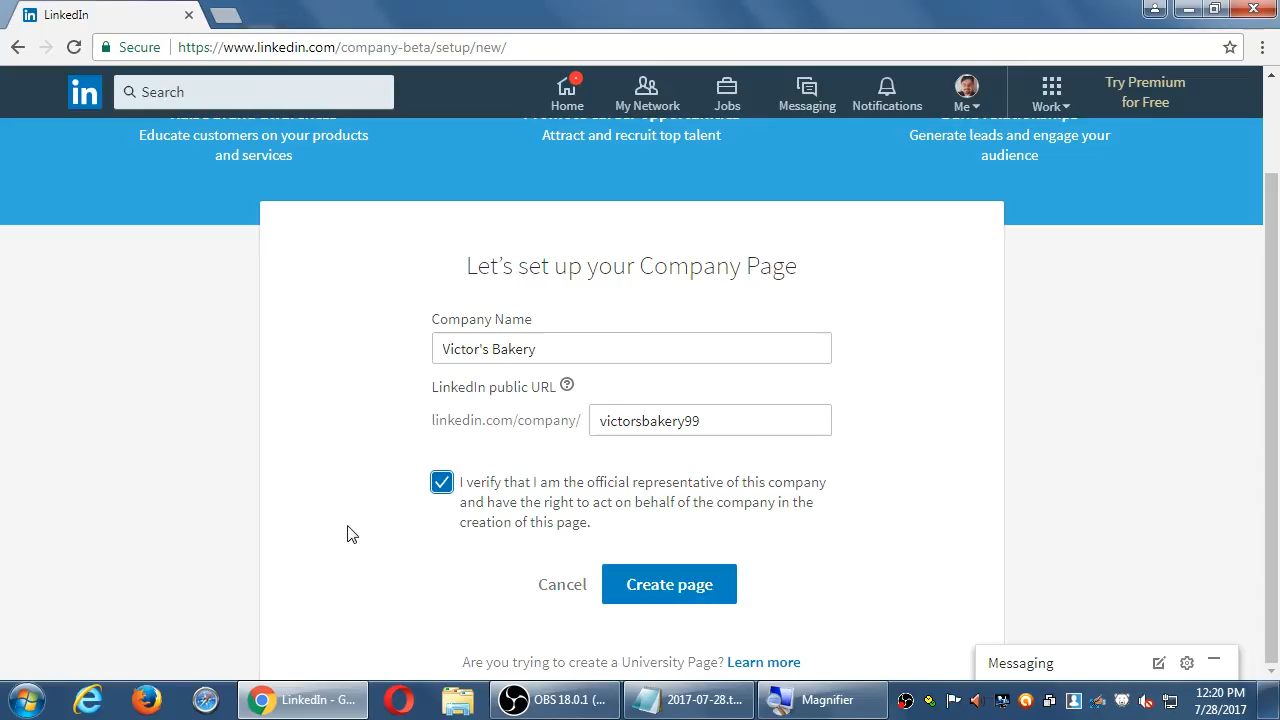 LinkedIn
Secure
https://www.linkedin.com/company-beta/setup/new/
in
Search
Home
My Network
Jobs
Messaging
Notifications
Me
Work
Try Premium
for Free
Educate customers on your products
and services
Attract and recruit top talent
Generate leads and engage your
audience
Let's set up your Company Page
Company Name
Victor's Bakery
LinkedIn public URL ?
linkedin.com/company/ victorsbakery99
I verify that I am the official representative of this company
and have the right to act on behalf of the company in the
creation of this page.
Cancel
Create page
Are you trying to create a University Page? Learn more
Messaging
LinkedIn - G...
OBS 18.0.1 (...
2017-07-28.t...
Magnifier
12:20 PM
7/28/2017